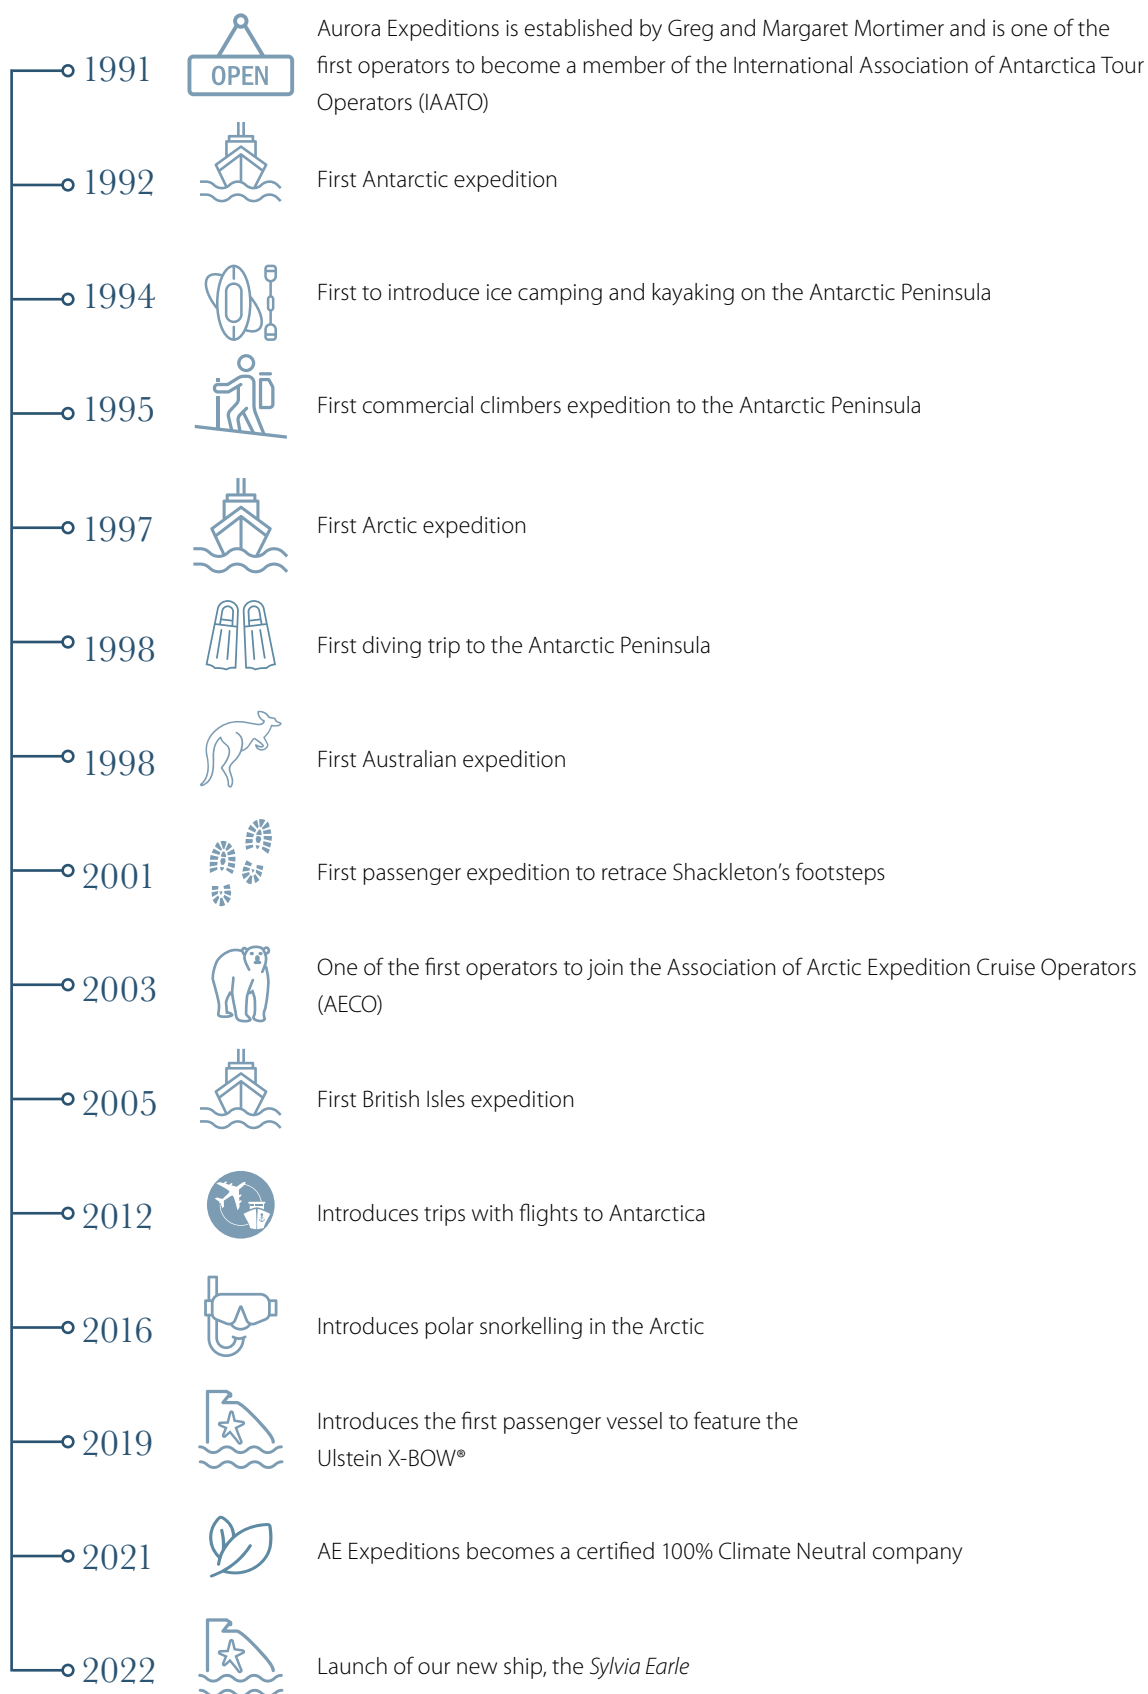 Aurora Expeditions is established by Greg and Margaret Mortimer and is one of the
1991
OPEN
first operators to become a member of the International Association of Antarctica Tour
Operators (IAATO)
1992
First Antarctic expedition
1994
First to introduce ice camping and kayaking on the Antarctic Peninsula
1995
First commercial climbers expedition to the Antarctic Peninsula
1997
First Arctic expedition
1998
First diving trip to the Antarctic Peninsula
1998
First Australian expedition
2001
First passenger expedition to retrace Shackleton’s footsteps
2003
One of the first operators to join the Association of Arctic Expedition Cruise Operators
(AECO)
2005
First British Isles expedition
2012
Introduces trips with flights to Antarctica
2016
Introduces polar snorkelling in the Arctic
2019
Introduces the first passenger vessel to feature the
Ulstein X-BOW®
2021
AE Expeditions becomes a certified 100% Climate Neutral company
2022
Launch of our new ship, the Sylvia Earle